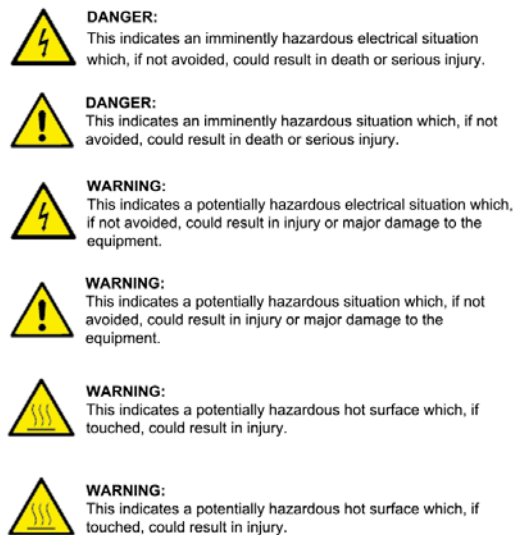 DANGER:
This indicates an imminently hazardous electrical situation
which, if not avoided, could result in death or serious injury.
DANGER:
This indicates an imminently hazardous situation which, if not
avoided, could result in death or serious injury.
WARNING:
This indicates a potentially hazardous electrical situation which,
if not avoided, could result in injury or major damage to the
equipment.
WARNING:
This indicates a potentially hazardous situation which, if not
avoided, could result in injury or major damage to the
equipment.
WARNING:
This indicates a potentially hazardous hot surface which, if
touched, could result in injury.
WARNING:
This indicates a potentially hazardous hot surface which, if
touched, could result in injury.